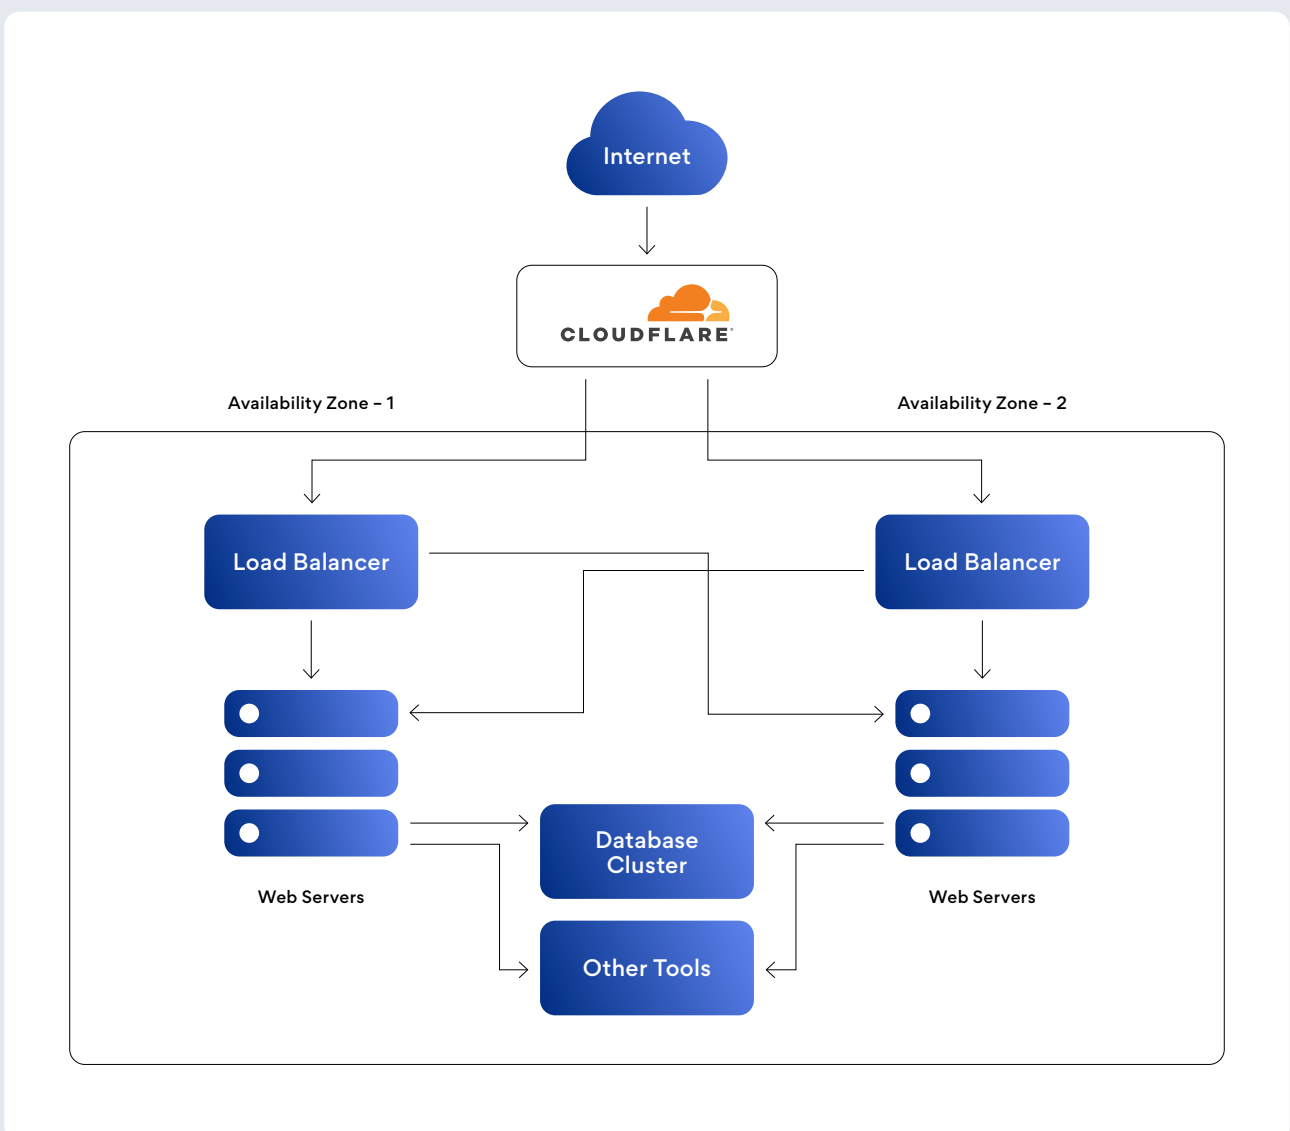 Internet
CLOUDFLARE
Availability Zone – 1
Availability Zone – 2
Load Balancer
Load Balancer
Database
Cluster
Web Servers
Web Servers
Other Tools